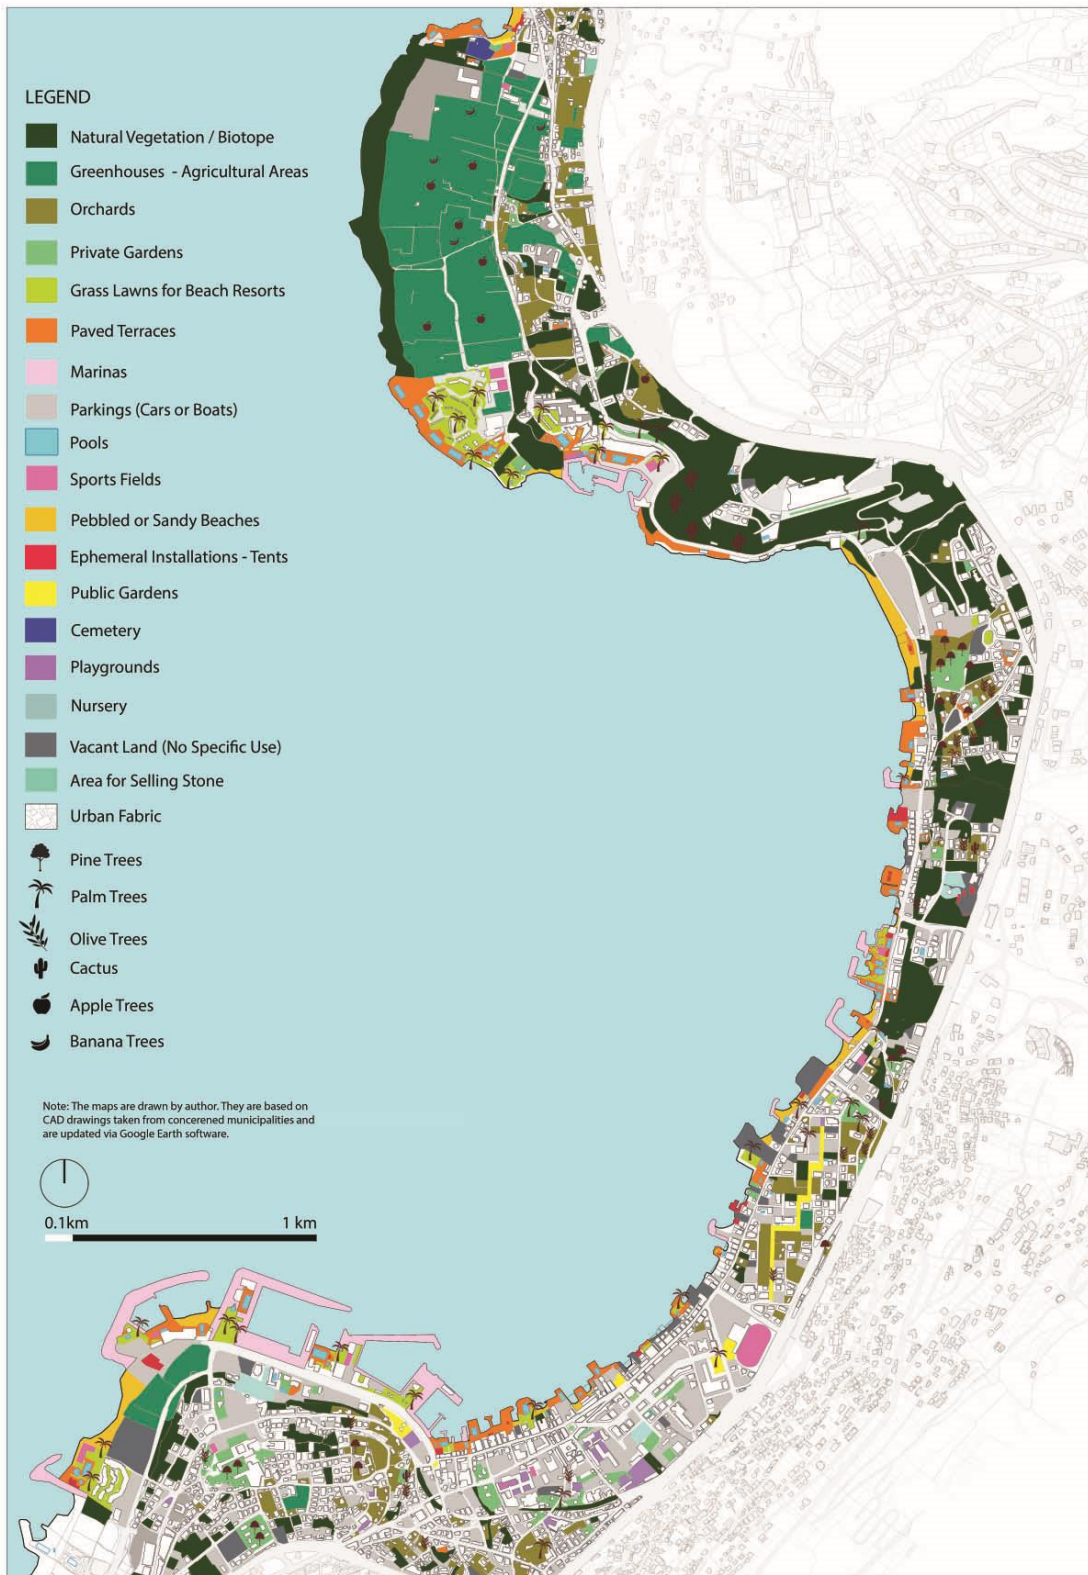 LEGEND
Natural Vegetation / Biotope
Greenhouses - Agricultural Areas
Orchards
Private Gardens
Grass Lawns for Beach Resorts
Paved Terraces
Marinas
Parkings (Cars or Boats)
Pools
Sports Fields
Pebbled or Sandy Beaches
Ephemeral Installations - Tents
Public Gardens
Cemetery
Playgrounds
Nursery
Vacant Land (No Specific Use)
Area for Selling Stone
Urban Fabric
Pine Trees
Palm Trees
Olive Trees
Cactus
Apple Trees
Banana Trees
Note: The maps are drawn by author. They are based on
CAD drawings taken from concerened municipalities and
are updated via Google Earth software.
0.1km 1 km